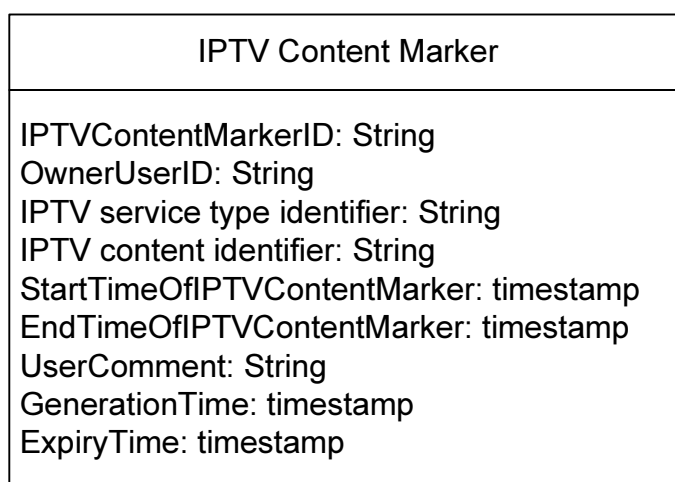 IPTV Content Marker
IPTVContentMarkerID: String
OwnerUserID: String
IPTV service type identifier: String
IPTV content identifier: String
StartTimeOfIPTVContentMarker: timestamp
EndTimeOfIPTVContentMarker: timestamp
UserComment: String
GenerationTime: timestamp
ExpiryTime: timestamp